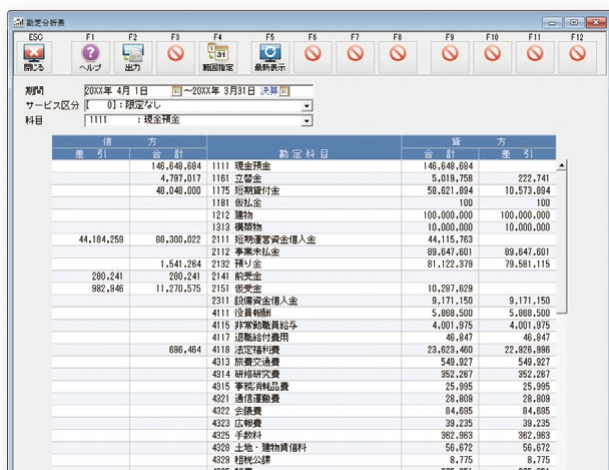 勘定分析表
ESC F1 F2 F3 F4 F5 F6 F7 F8 F9 F10 F11 F12
閉じる ヘルプ 出力 範囲指定 最新表示
期間 20XX年 4月 1日 ～20XX年 3月31日 決算
サービス区分 [ 0]:限定なし
科目 1111 :現金預金
借 方 勘定科目 貸 方
差 引 合 計 合 計 差 引
146,648,684 1111 現金預金 146,648,684
4,797,017 1161 立替金 5,019,758 222,741
48,048,000 1175 短期貸付金 58,621,894 10,573,894
1181 仮払金 100 100
1212 建物 100,000,000 100,000,000
1313 構築物 10,000,000 10,000,000
44,184,259 88,300,022 2111 短期運営資金借入金 44,115,763
2112 事業未払金 89,647,601 89,647,601
1,541,264 2132 預り金 81,122,379 79,581,115
280,241 280,241 2141 前受金
982,946 11,270,575 2151 仮受金 10,287,629
2311 設備資金借入金 9,171,150 9,171,150
4111 役員報酬 5,868,500 5,868,500
4115 非常勤職員給与 4,001,975 4,001,975
4117 退職給付費用 46,847 46,847
696,464 4118 法定福利費 23,623,460 22,926,996
4313 旅費交通費 549,927 549,927
4314 研修研究費 352,267 352,267
4315 事務消耗品費 25,995 25,995
4321 通信運搬費 28,809 28,809
4322 会議費 84,695 84,695
4323 広報費 39,235 39,235
4325 手数料 362,963 362,963
4328 土地・建物賃借料 56,672 56,672
4329 租税公課 8,775 8,775